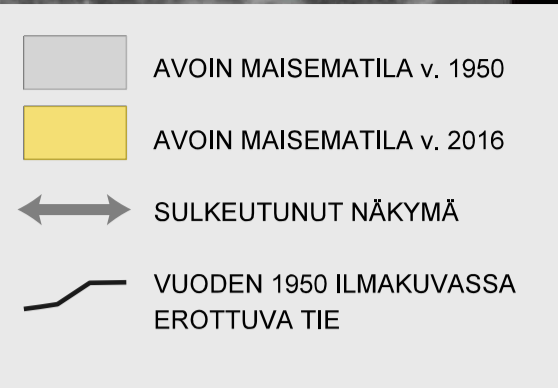 AVOIN MAISEMATILA v. 1950
AVOIN MAISEMATILA v. 2016
SULKEUTUNUT NÄKYMÄ
VUODEN 1950 ILMAKUVASSA
EROTTUVA TIE